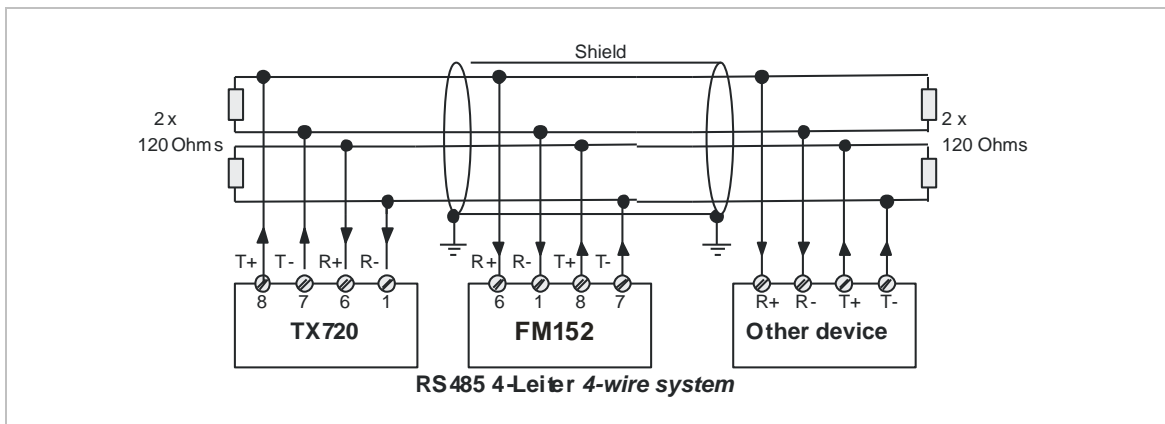 Shield
2 x
120 Ohms
2 x
120 Ohms
T+ T- R+ R-
R+ R- T+ T-
8 7 6 1
6 1 8 7
R+ R- T+ T-
TX720
FM152
Other device
RS485 4-Leiter 4-wire system